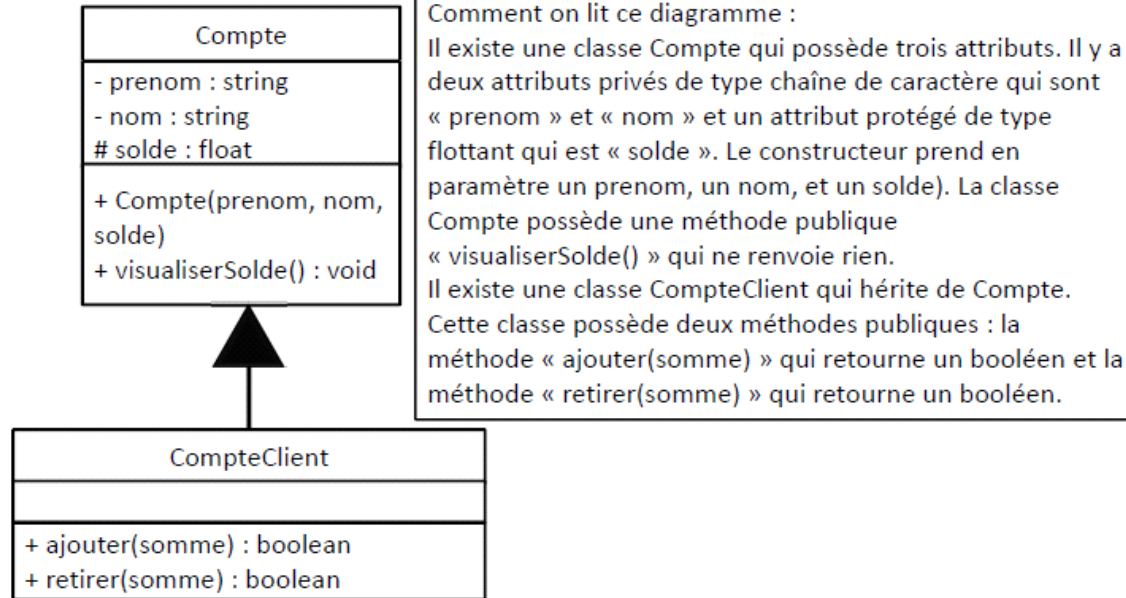 Compte
- prenom : string
- nom : string
# solde : float
+ Compte(prenom, nom,
solde)
+ visualiserSolde() : void
Comment on lit ce diagramme :
Il existe une classe Compte qui possède trois attributs. Il y a
deux attributs privés de type chaîne de caractère qui sont
« prenom » et « nom » et un attribut protégé de type
flottant qui est « solde ». Le constructeur prend en
paramètre un prenom, un nom, et un solde). La classe
Compte possède une méthode publique
« visualiserSolde() » qui ne renvoie rien.
Il existe une classe CompteClient qui hérite de Compte.
Cette classe possède deux méthodes publiques : la
méthode « ajouter(somme) » qui retourne un booléen et la
méthode « retirer(somme) » qui retourne un booléen.
CompteClient
+ ajouter(somme) : boolean
+ retirer(somme) : boolean